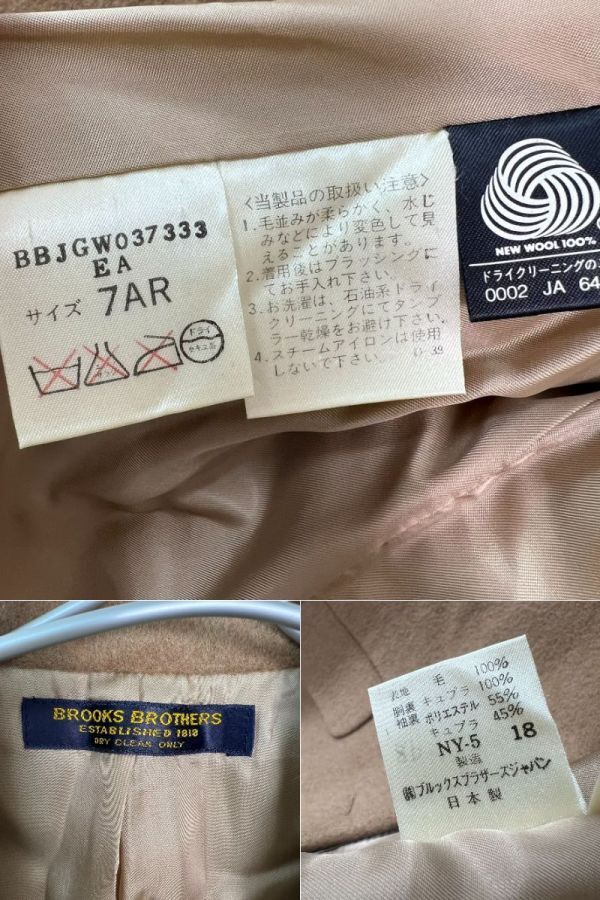 BBJGW037333
EA
サイズ 7AR
ドライ
セキユ系
〈当製品の取扱い注意〉
1. 毛並みが柔らかく、水じ
みなどにより変色して見
えることがあります。
2. 着用後はブラッシングに
てお手入れ下さい。
3. お洗濯は、石油系ドライ
クリーニングにてタンブ
ラー乾燥をお避け下さい。
4. スチームアイロンは使用
しないで下さい。 D-39
NEW WOOL 100%
ドライクリーニングの
0002 JA 64
BROOKS BROTHERS
ESTABLISHED 1818
DRY CLEAN ONLY
表地 毛 100%
胴裏 キュプラ 100%
袖裏 ポリエステル 55%
キュプラ 45%
NY-5 18
製造
㈱ブルックスブラザーズジャパン
日本製